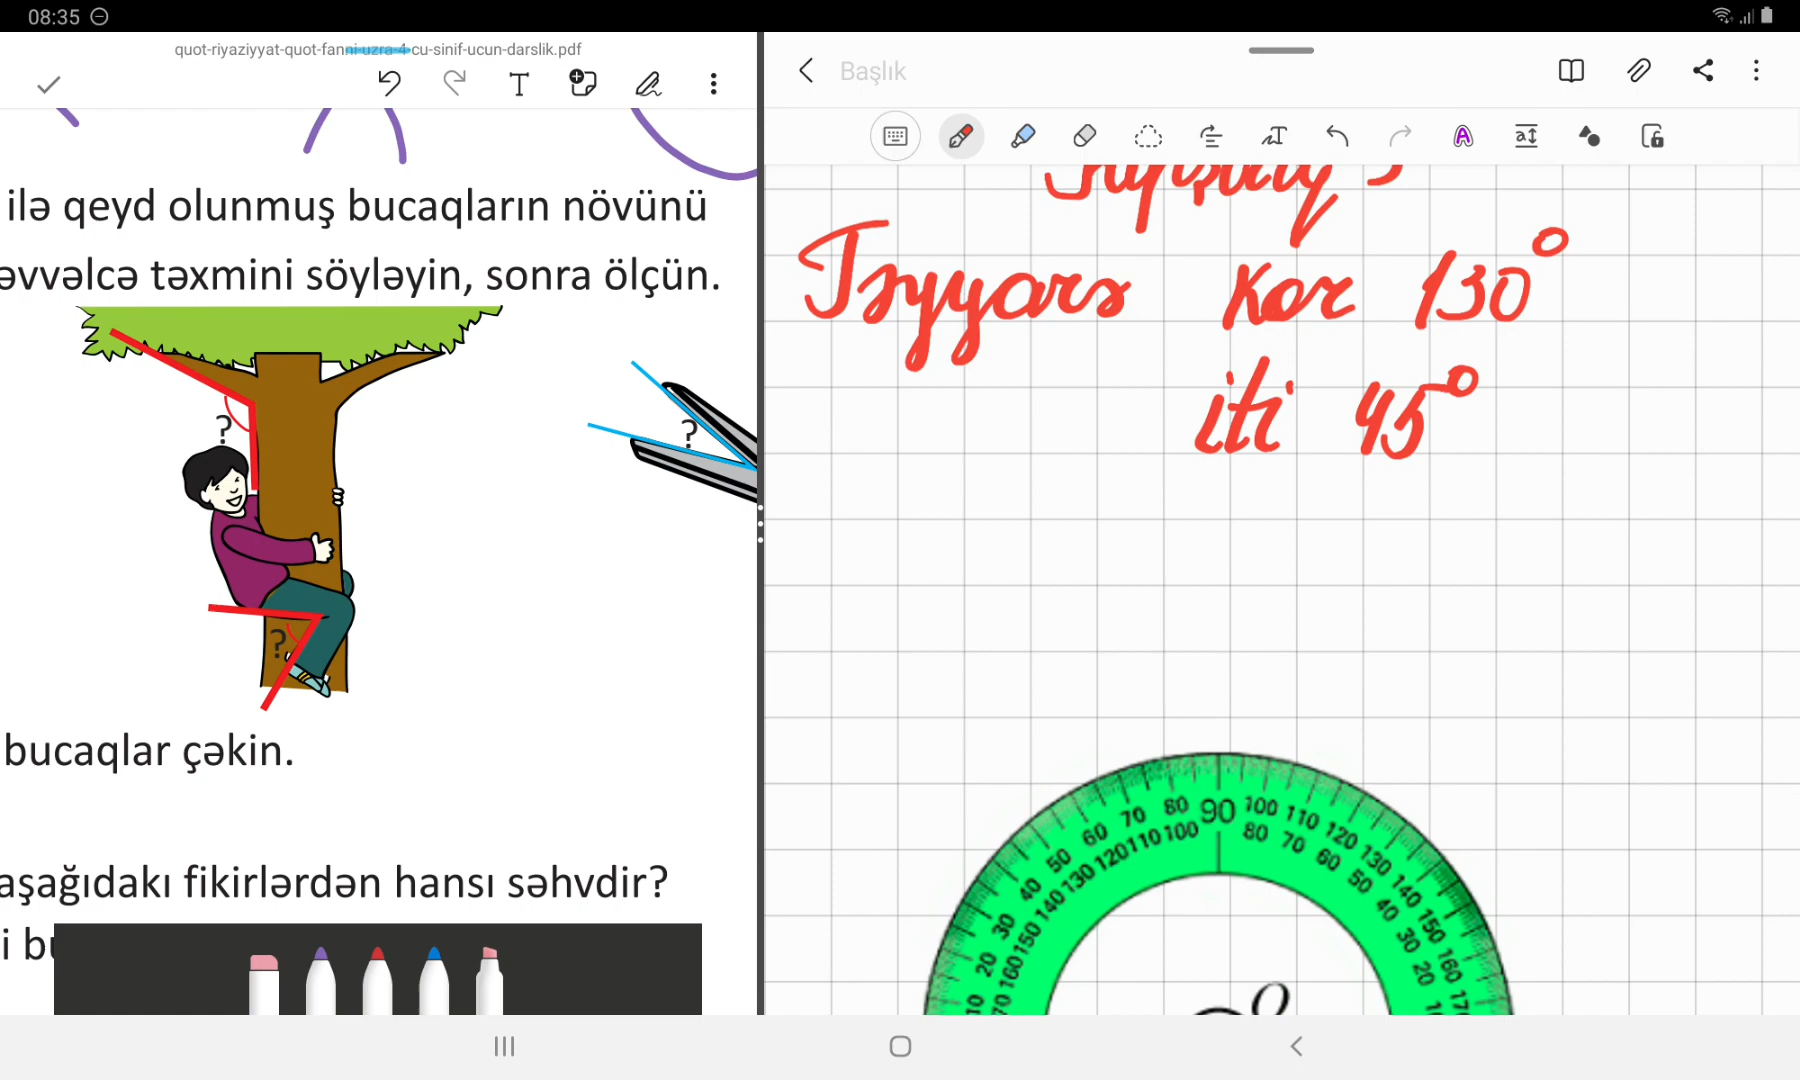 08:35
quot-riyaziyyat-quot-fanni-uzra-4-cu-sinif-ucun-darslik.pdf
ilə qeyd olunmuş bucaqların növünü
əvvəlcə təxmini söyləyin, sonra ölçün.
?
?
?
bucaqlar çəkin.
aşağıdakı fikirlərdən hansı səhvdir?
i bu
Başlık
Təyyarə kor 130°
iti 45°
10 20 30 40 50 60 70 80 90 100 110 120 130 140 150 160 170
70 160 150 140 130 120 110 100 80 70 60 50 40 30 20 10